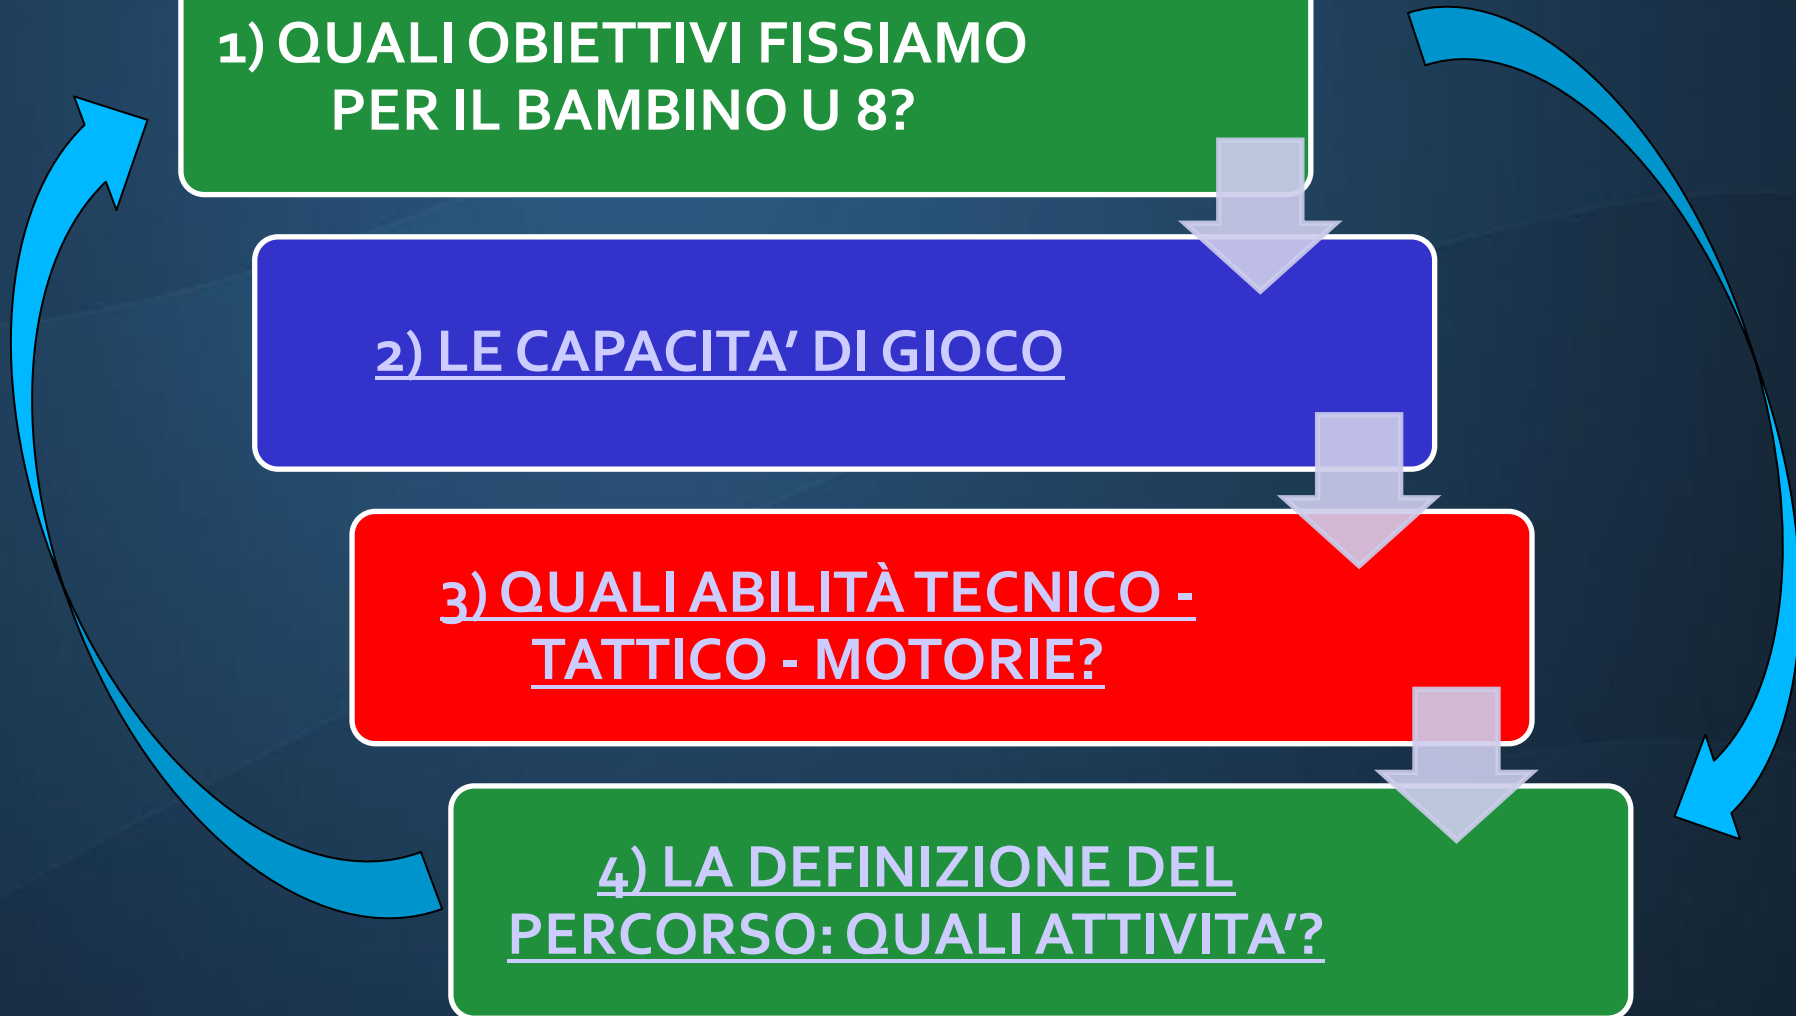 1) QUALI OBIETTIVI FISSIAMO
PER IL BAMBINO U 8?
2) LE CAPACITA’ DI GIOCO
3) QUALI ABILITÀ TECNICO -
TATTICO - MOTORIE?
4) LA DEFINIZIONE DEL
PERCORSO: QUALI ATTIVITA’?